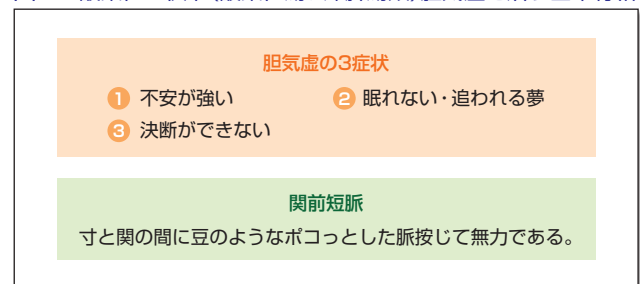 胆気虚の3症状
1 不安が強い 2 眠れない・追われる夢
3 決断ができない
関前短脈
寸と関の間に豆のようなポコっとした脈按じて無力である。